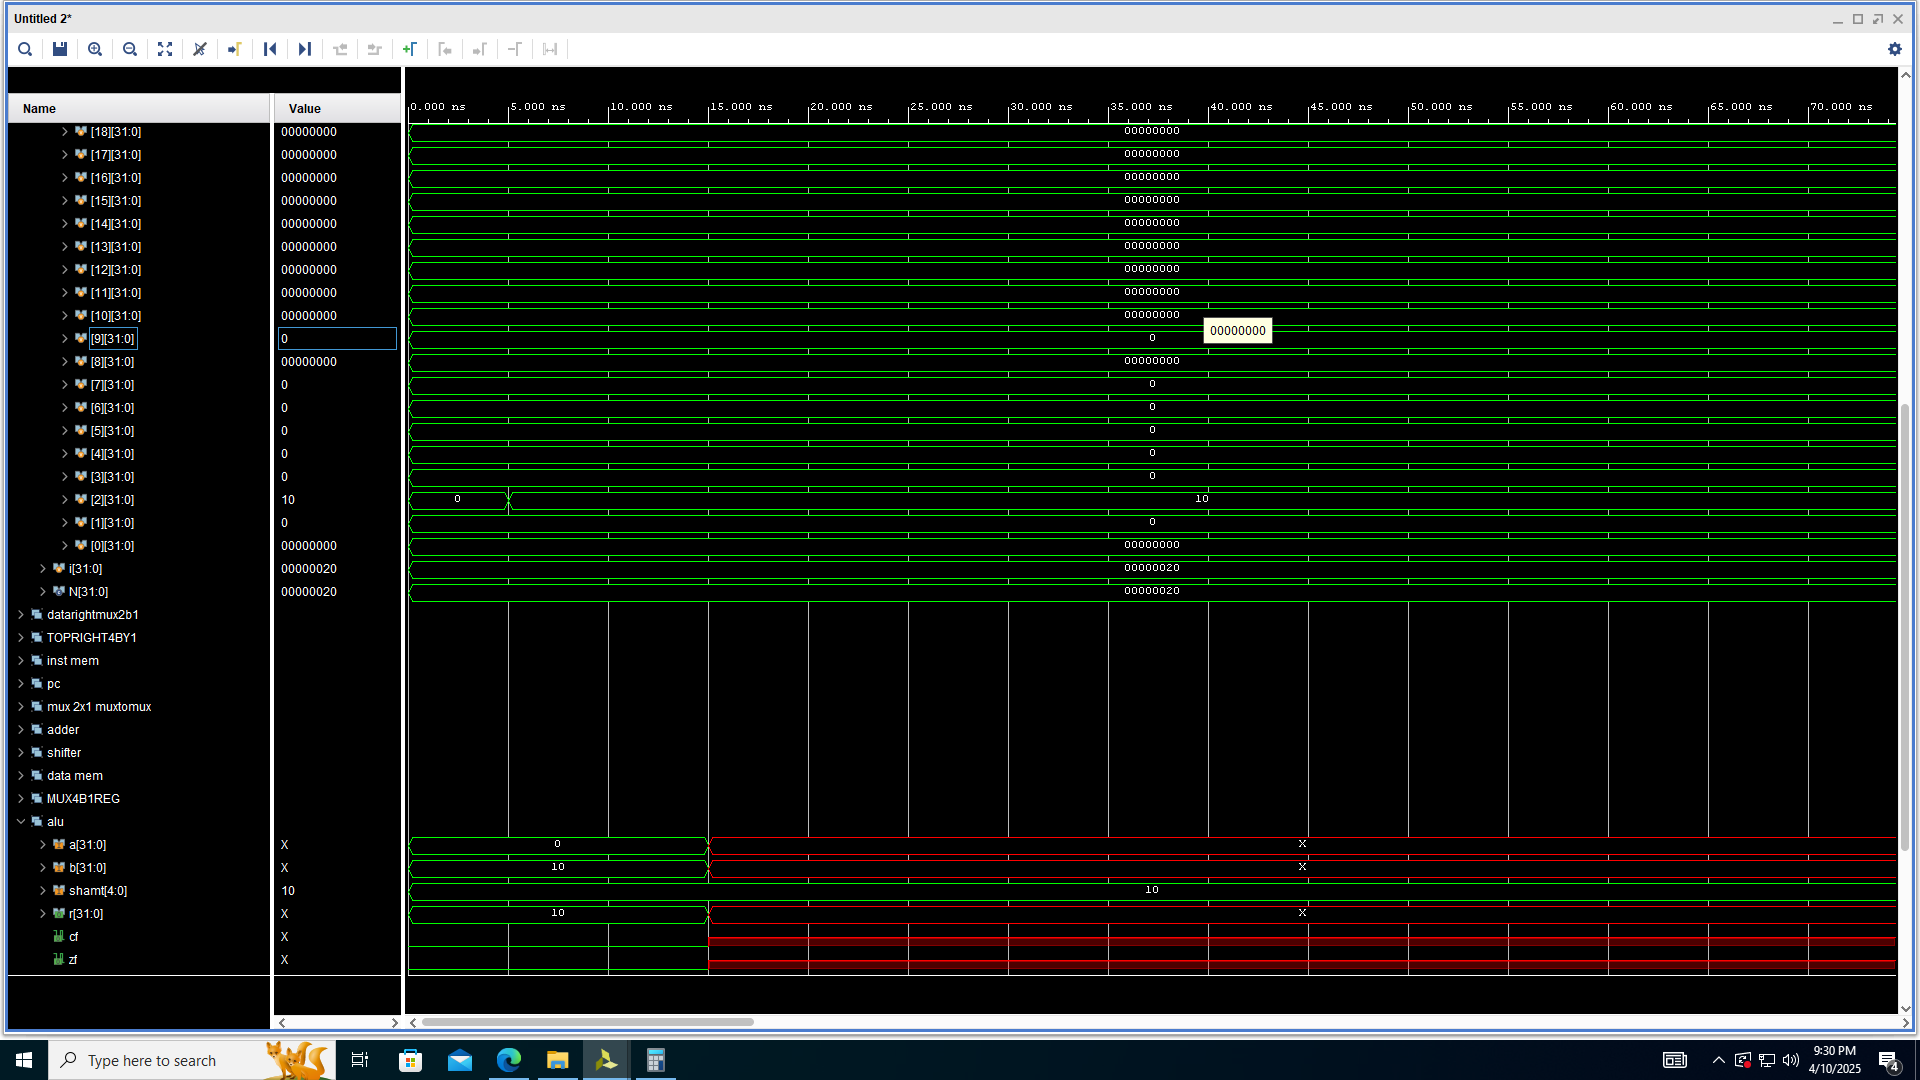 Untitled 2*
Name Value
0.000 ns 5.000 ns 10.000 ns 15.000 ns 20.000 ns 25.000 ns 30.000 ns 35.000 ns 40.000 ns 45.000 ns 50.000 ns 55.000 ns 60.000 ns 65.000 ns 70.000 ns
[18][31:0] 00000000 00000000
[17][31:0] 00000000 00000000
[16][31:0] 00000000 00000000
[15][31:0] 00000000 00000000
[14][31:0] 00000000 00000000
[13][31:0] 00000000 00000000
[12][31:0] 00000000 00000000
[11][31:0] 00000000 00000000
[10][31:0] 00000000 00000000
00000000
[9][31:0] 0 0
[8][31:0] 00000000 00000000
[7][31:0] 0 0
[6][31:0] 0 0
[5][31:0] 0 0
[4][31:0] 0 0
[3][31:0] 0 0
[2][31:0] 10 0 10
[1][31:0] 0 0
[0][31:0] 00000000 00000000
i[31:0] 00000020 00000020
N[31:0] 00000020 00000020
datarightmux2b1
TOPRIGHT4BY1
inst mem
pc
mux 2x1 muxtomux
adder
shifter
data mem
MUX4B1REG
alu
a[31:0] X 0 X
b[31:0] X 10 X
shamt[4:0] 10 10
r[31:0] X 10 X
cf X
zf X
Type here to search
9:30 PM
4/10/2025
4